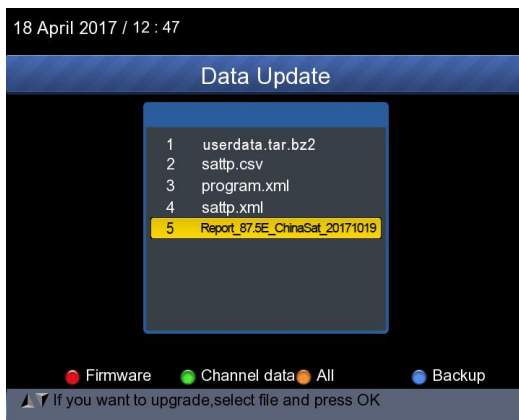 18 April 2017 / 12 : 47
Data Update
1 userdata.tar.bz2
2 sattp.csv
3 program.xml
4 sattp.xml
5 Report_87.5E_ChinaSat_20171019
Firmware Channel data All Backup
If you want to upgrade,select file and press OK